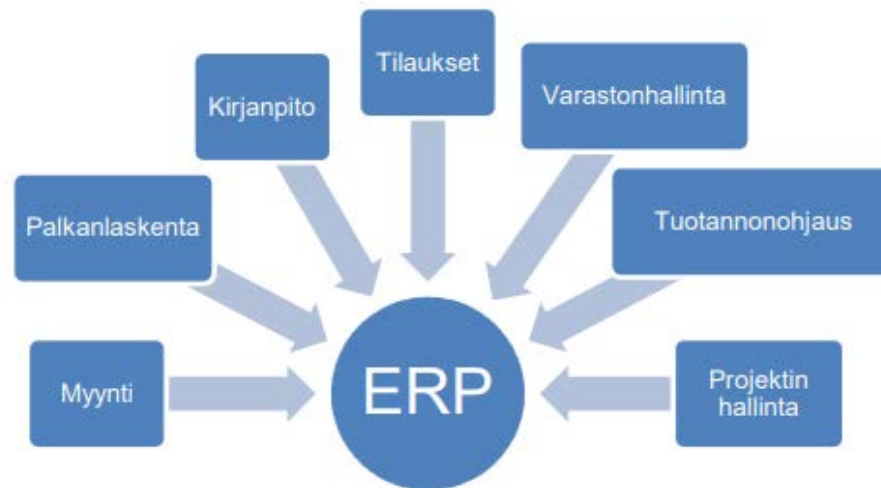 Tilaukset
Kirjanpito
Varastonhallinta
Palkanlaskenta
Tuotannonohjaus
Myynti
ERP
Projektin
hallinta